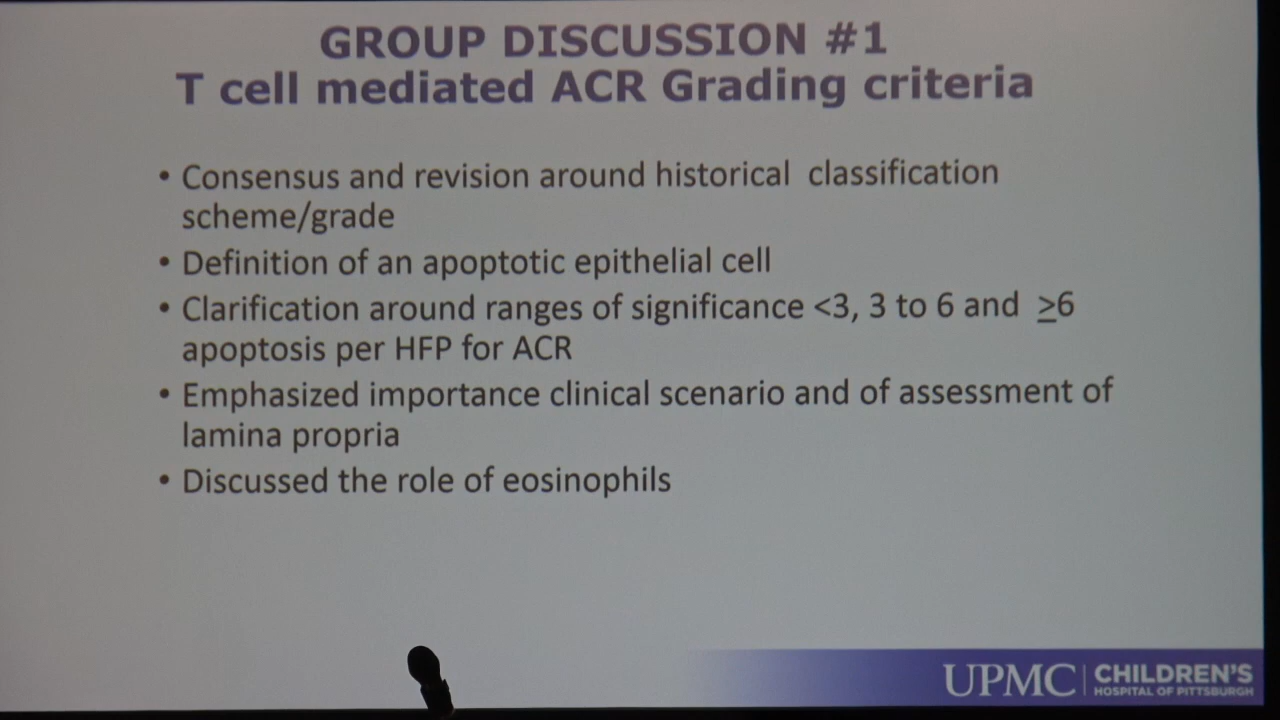 GROUP DISCUSSION #1
T cell mediated ACR Grading criteria
• Consensus and revision around historical classification
scheme/grade
• Definition of an apoptotic epithelial cell
• Clarification around ranges of significance <3, 3 to 6 and ≥6
apoptosis per HFP for ACR
• Emphasized importance clinical scenario and of assessment of
lamina propria
• Discussed the role of eosinophils
UPMC | CHILDREN'S
HOSPITAL OF PITTSBURGH